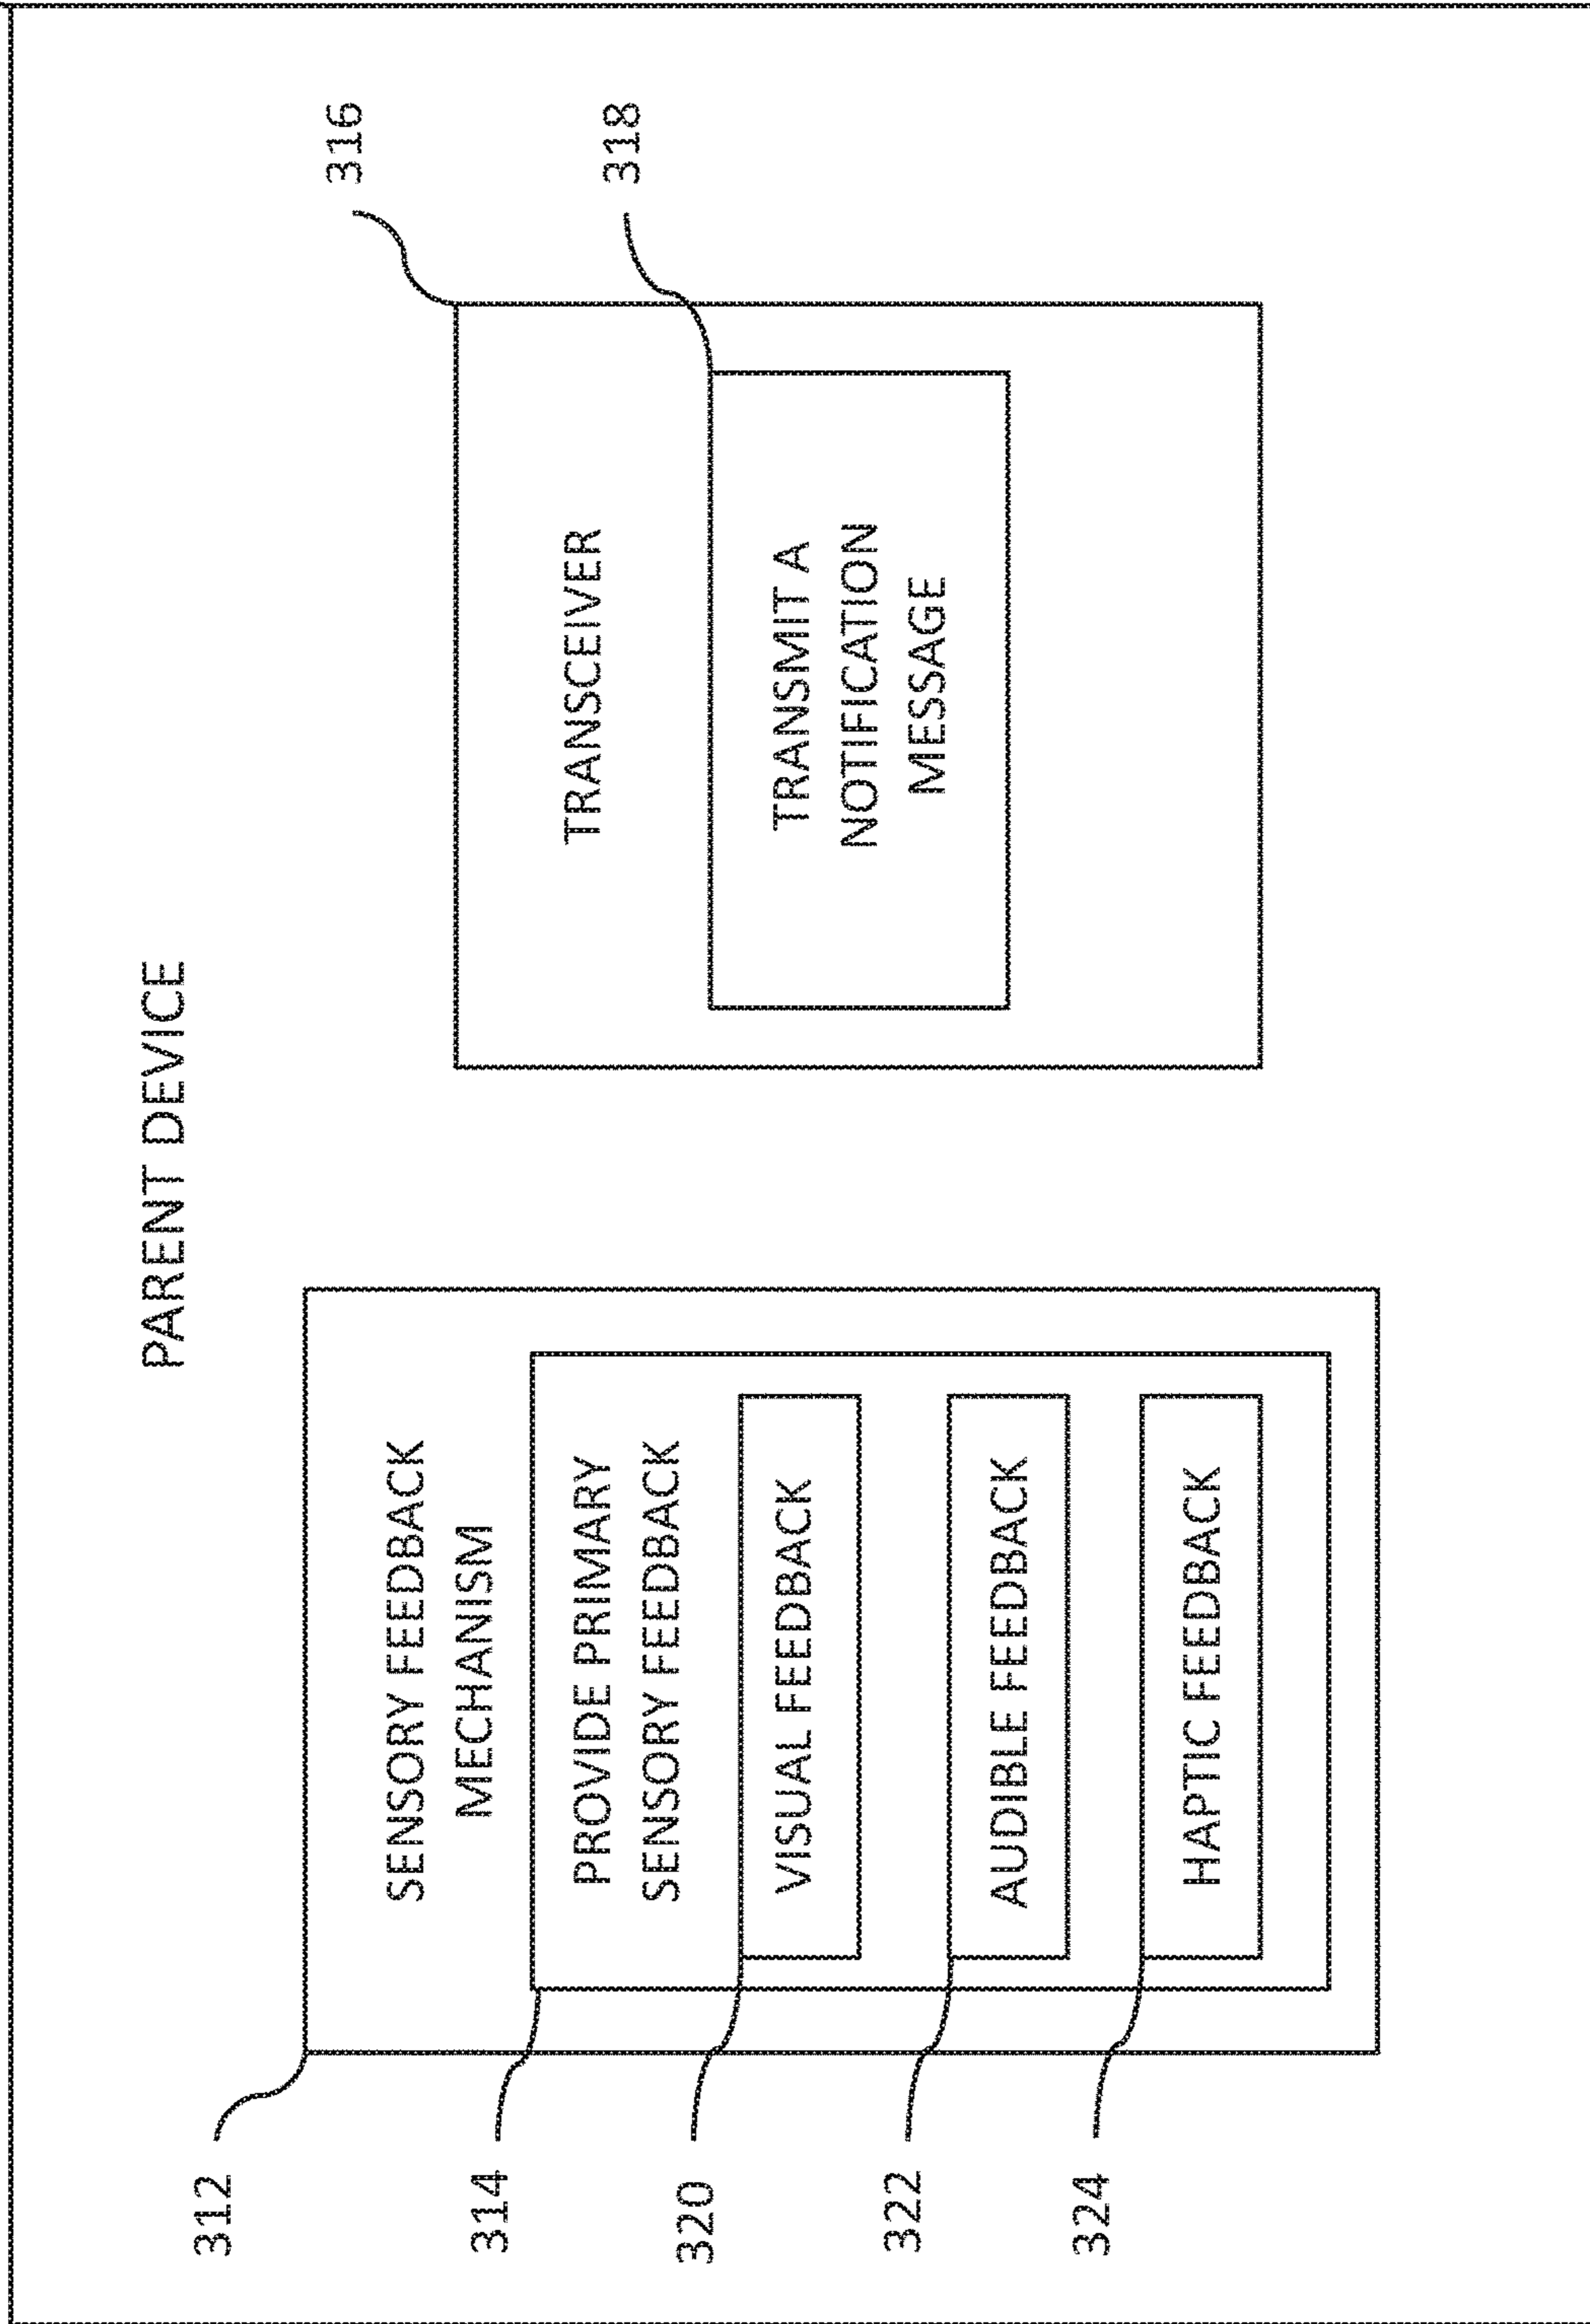 PARENT DEVICE
312
SENSORY FEEDBACK
MECHANISM
314
PROVIDE PRIMARY
SENSORY FEEDBACK
320
VISUAL FEEDBACK
322
AUDIBLE FEEDBACK
324
HAPTIC FEEDBACK
316
TRANSCEIVER
318
TRANSMIT A
NOTIFICATION
MESSAGE